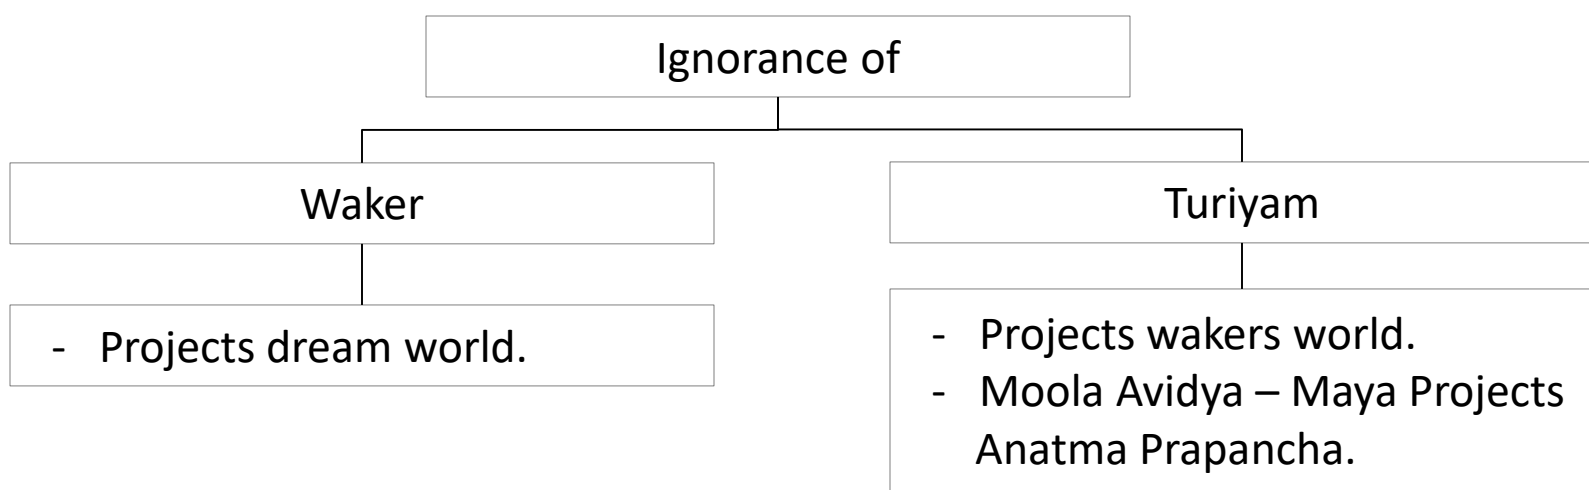 Ignorance of
Waker
Turiyam
- Projects dream world.
- Projects wakers world.
- Moola Avidya – Maya Projects
Anatma Prapancha.